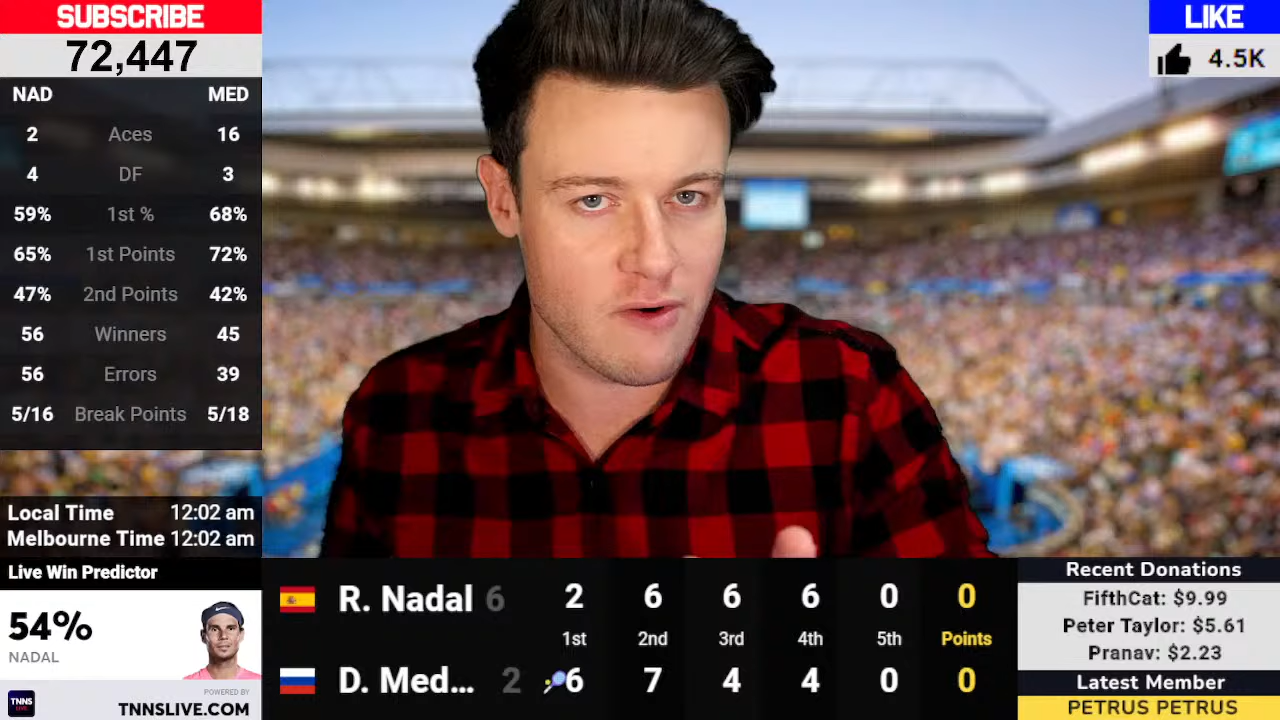 SUBSCRIBE
72,447
NAD MED
2 Aces 16
4 DF 3
59% 1st % 68%
65% 1st Points 72%
47% 2nd Points 42%
56 Winners 45
56 Errors 39
5/16 Break Points 5/18
Local Time 12:02 am
Melbourne Time 12:02 am
Live Win Predictor
54%
NADAL
POWERED BY
TNNS LIVE TNNSLIVE.COM
LIKE
4.5K
R. Nadal 6 2 6 6 6 0 0
1st 2nd 3rd 4th 5th Points
D. Med... 2 6 7 4 4 0 0
Recent Donations
FifthCat: $9.99
Peter Taylor: $5.61
Pranav: $2.23
Latest Member
PETRUS PETRUS